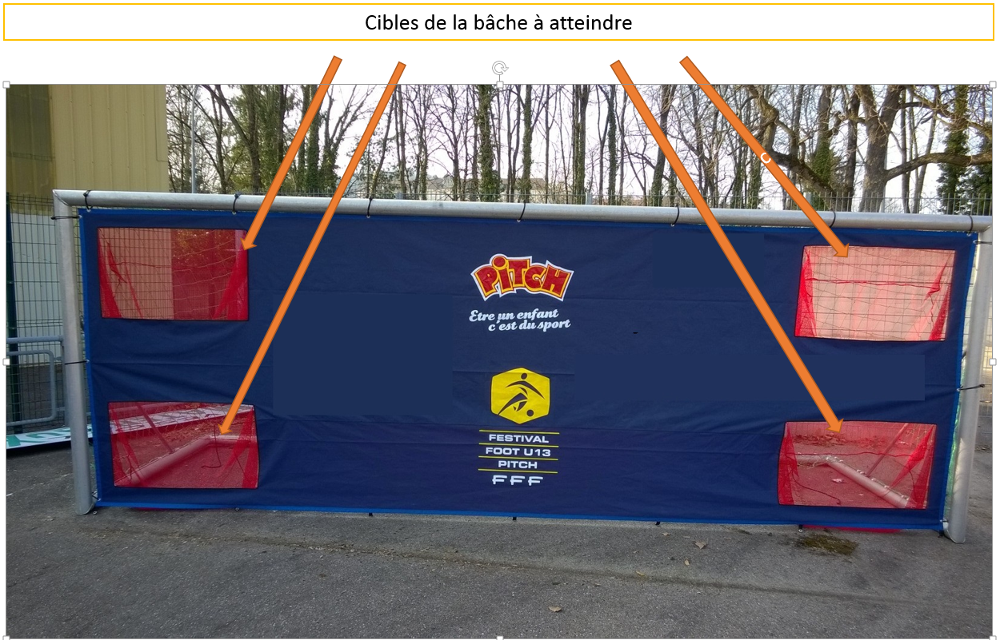 Cibles de la bâche à atteindre
PiTCH
Etre un enfant
c'est du sport
FESTIVAL
FOOT U13
PITCH
FFF